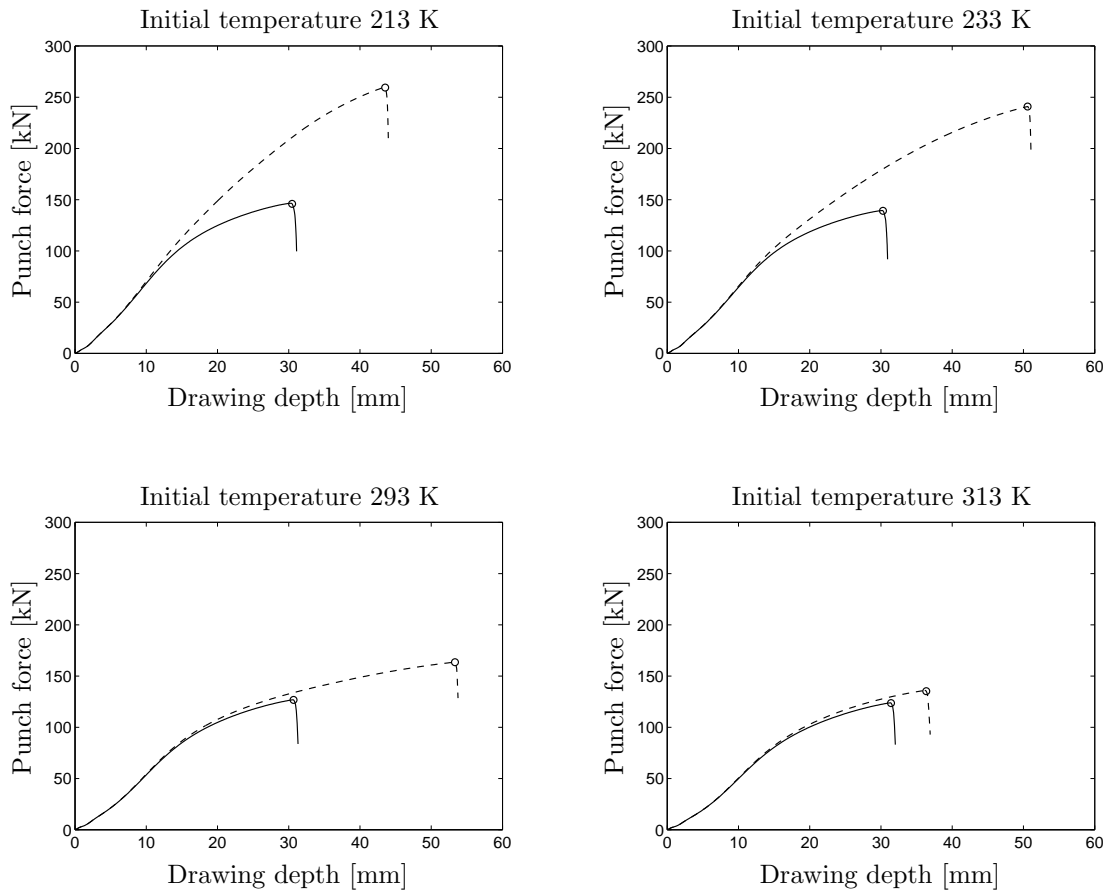 Initial temperature 213 K
300
250
200
150
100
50
0
0 10 20 30 40 50 60
Punch force [kN]
Drawing depth [mm]
Initial temperature 233 K
300
250
200
150
100
50
0
0 10 20 30 40 50 60
Punch force [kN]
Drawing depth [mm]
Initial temperature 293 K
300
250
200
150
100
50
0
0 10 20 30 40 50 60
Punch force [kN]
Drawing depth [mm]
Initial temperature 313 K
300
250
200
150
100
50
0
0 10 20 30 40 50 60
Punch force [kN]
Drawing depth [mm]